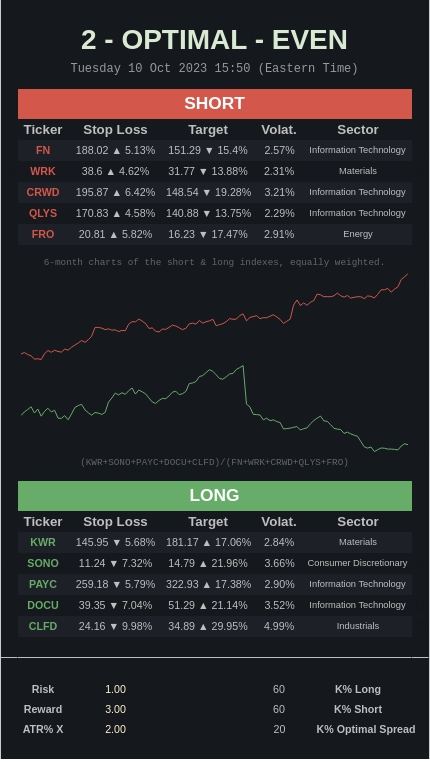 2 - OPTIMAL - EVEN
Tuesday 10 Oct 2023 15:50 (Eastern Time)
SHORT
Ticker Stop Loss Target Volat. Sector
FN 188.02 ▲ 5.13% 151.29 ▼ 15.4% 2.57% Information Technology
WRK 38.6 ▲ 4.62% 31.77 ▼ 13.88% 2.31% Materials
CRWD 195.87 ▲ 6.42% 148.54 ▼ 19.28% 3.21% Information Technology
QLYS 170.83 ▲ 4.58% 140.88 ▼ 13.75% 2.29% Information Technology
FRO 20.81 ▲ 5.82% 16.23 ▼ 17.47% 2.91% Energy
6-month charts of the short & long indexes, equally weighted.
(KWR+SONO+PAYC+DOCU+CLFD)/(FN+WRK+CRWD+QLYS+FRO)
LONG
Ticker Stop Loss Target Volat. Sector
KWR 145.95 ▼ 5.68% 181.17 ▲ 17.06% 2.84% Materials
SONO 11.24 ▼ 7.32% 14.79 ▲ 21.96% 3.66% Consumer Discretionary
PAYC 259.18 ▼ 5.79% 322.93 ▲ 17.38% 2.90% Information Technology
DOCU 39.35 ▼ 7.04% 51.29 ▲ 21.14% 3.52% Information Technology
CLFD 24.16 ▼ 9.98% 34.89 ▲ 29.95% 4.99% Industrials
Risk 1.00 60 K% Long
Reward 3.00 60 K% Short
ATR% X 2.00 20 K% Optimal Spread